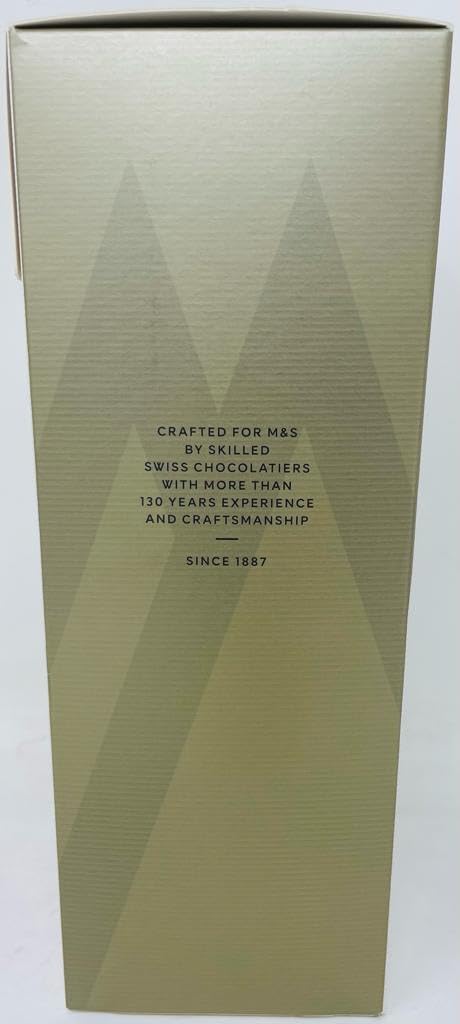 CRAFTED FOR M&S
BY SKILLED
SWISS CHOCOLATIERS
WITH MORE THAN
130 YEARS EXPERIENCE
AND CRAFTSMANSHIP
SINCE 1887